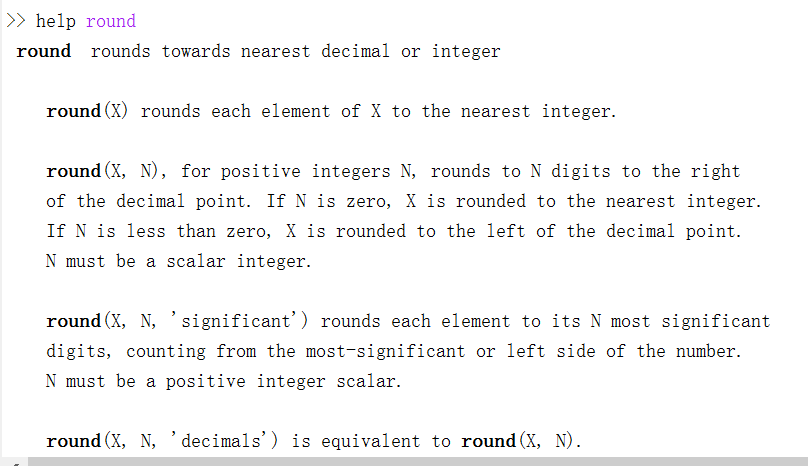 >> help round
round  rounds towards nearest decimal or integer
round(X) rounds each element of X to the nearest integer.
round(X, N), for positive integers N, rounds to N digits to the right
of the decimal point. If N is zero, X is rounded to the nearest integer.
If N is less than zero, X is rounded to the left of the decimal point.
N must be a scalar integer.
round(X, N, 'significant') rounds each element to its N most significant
digits, counting from the most-significant or left side of the number.
N must be a positive integer scalar.
round(X, N, 'decimals') is equivalent to round(X, N).